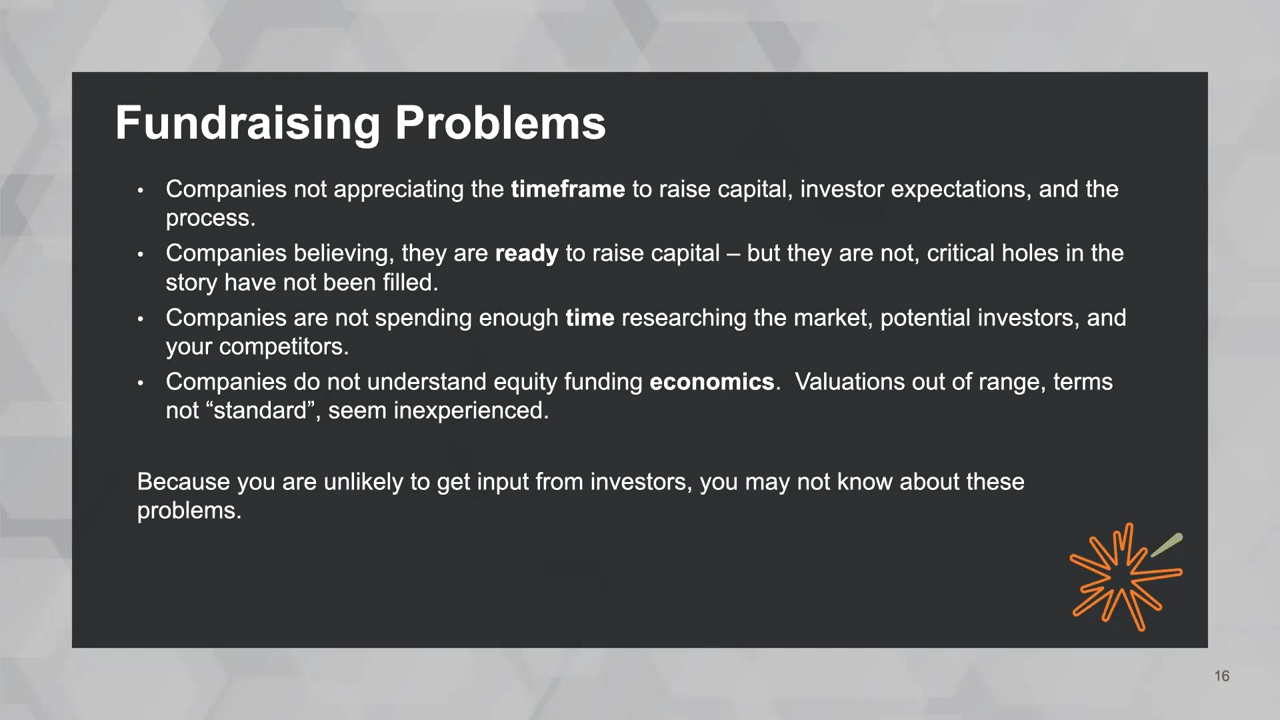 Fundraising Problems
• Companies not appreciating the timeframe to raise capital, investor expectations, and the
process.
• Companies believing, they are ready to raise capital – but they are not, critical holes in the
story have not been filled.
• Companies are not spending enough time researching the market, potential investors, and
your competitors.
• Companies do not understand equity funding economics.  Valuations out of range, terms
not “standard”, seem inexperienced.
Because you are unlikely to get input from investors, you may not know about these
problems.
16